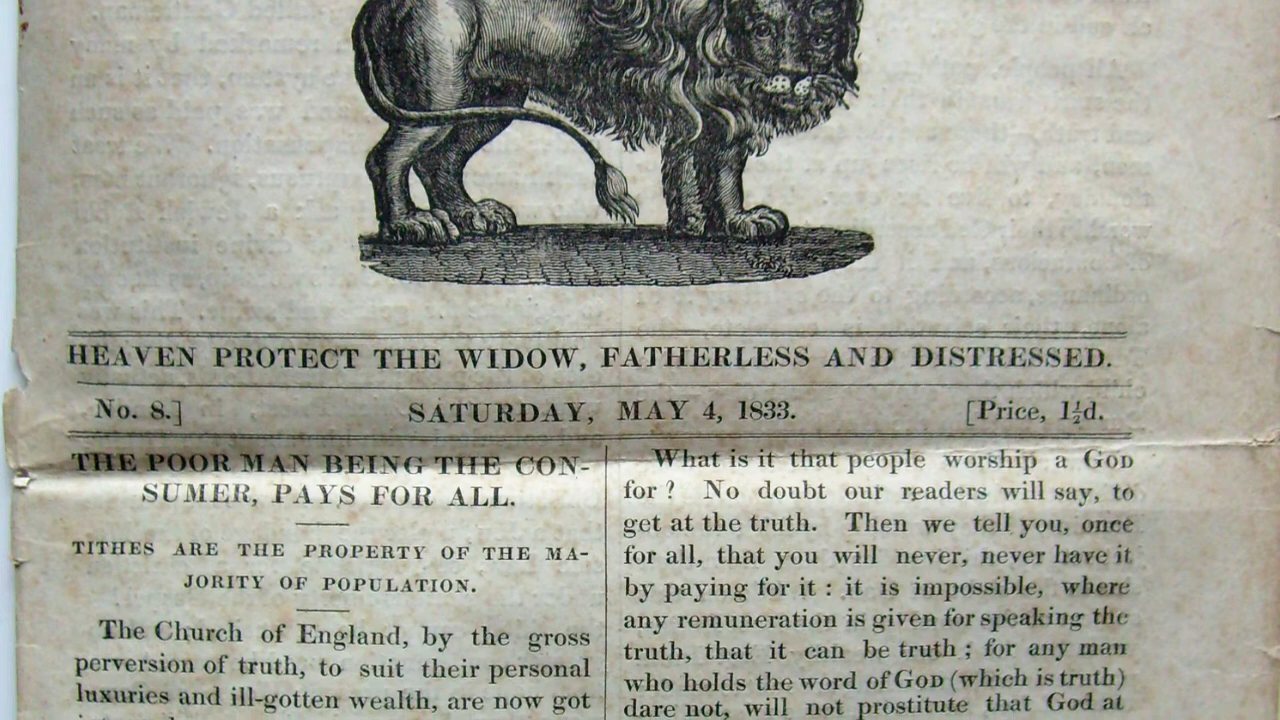 HEAVEN PROTECT THE WIDOW, FATHERLESS AND DISTRESSED.
No. 8.] SATURDAY, MAY 4, 1833. [Price, 1½d.
THE POOR MAN BEING THE CON-
SUMER, PAYS FOR ALL.
TITHES ARE THE PROPERTY OF THE MA-
JORITY OF POPULATION.
The Church of England, by the gross
perversion of truth, to suit their personal
luxuries and ill-gotten wealth, are now got
What is it that people worship a GOD
for ? No doubt our readers will say, to
get at the truth. Then we tell you, once
for all, that you will never, never have it
by paying for it : it is impossible, where
any remuneration is given for speaking the
truth, that it can be truth ; for any man
who holds the word of GOD (which is truth)
dare not, will not prostitute that God at